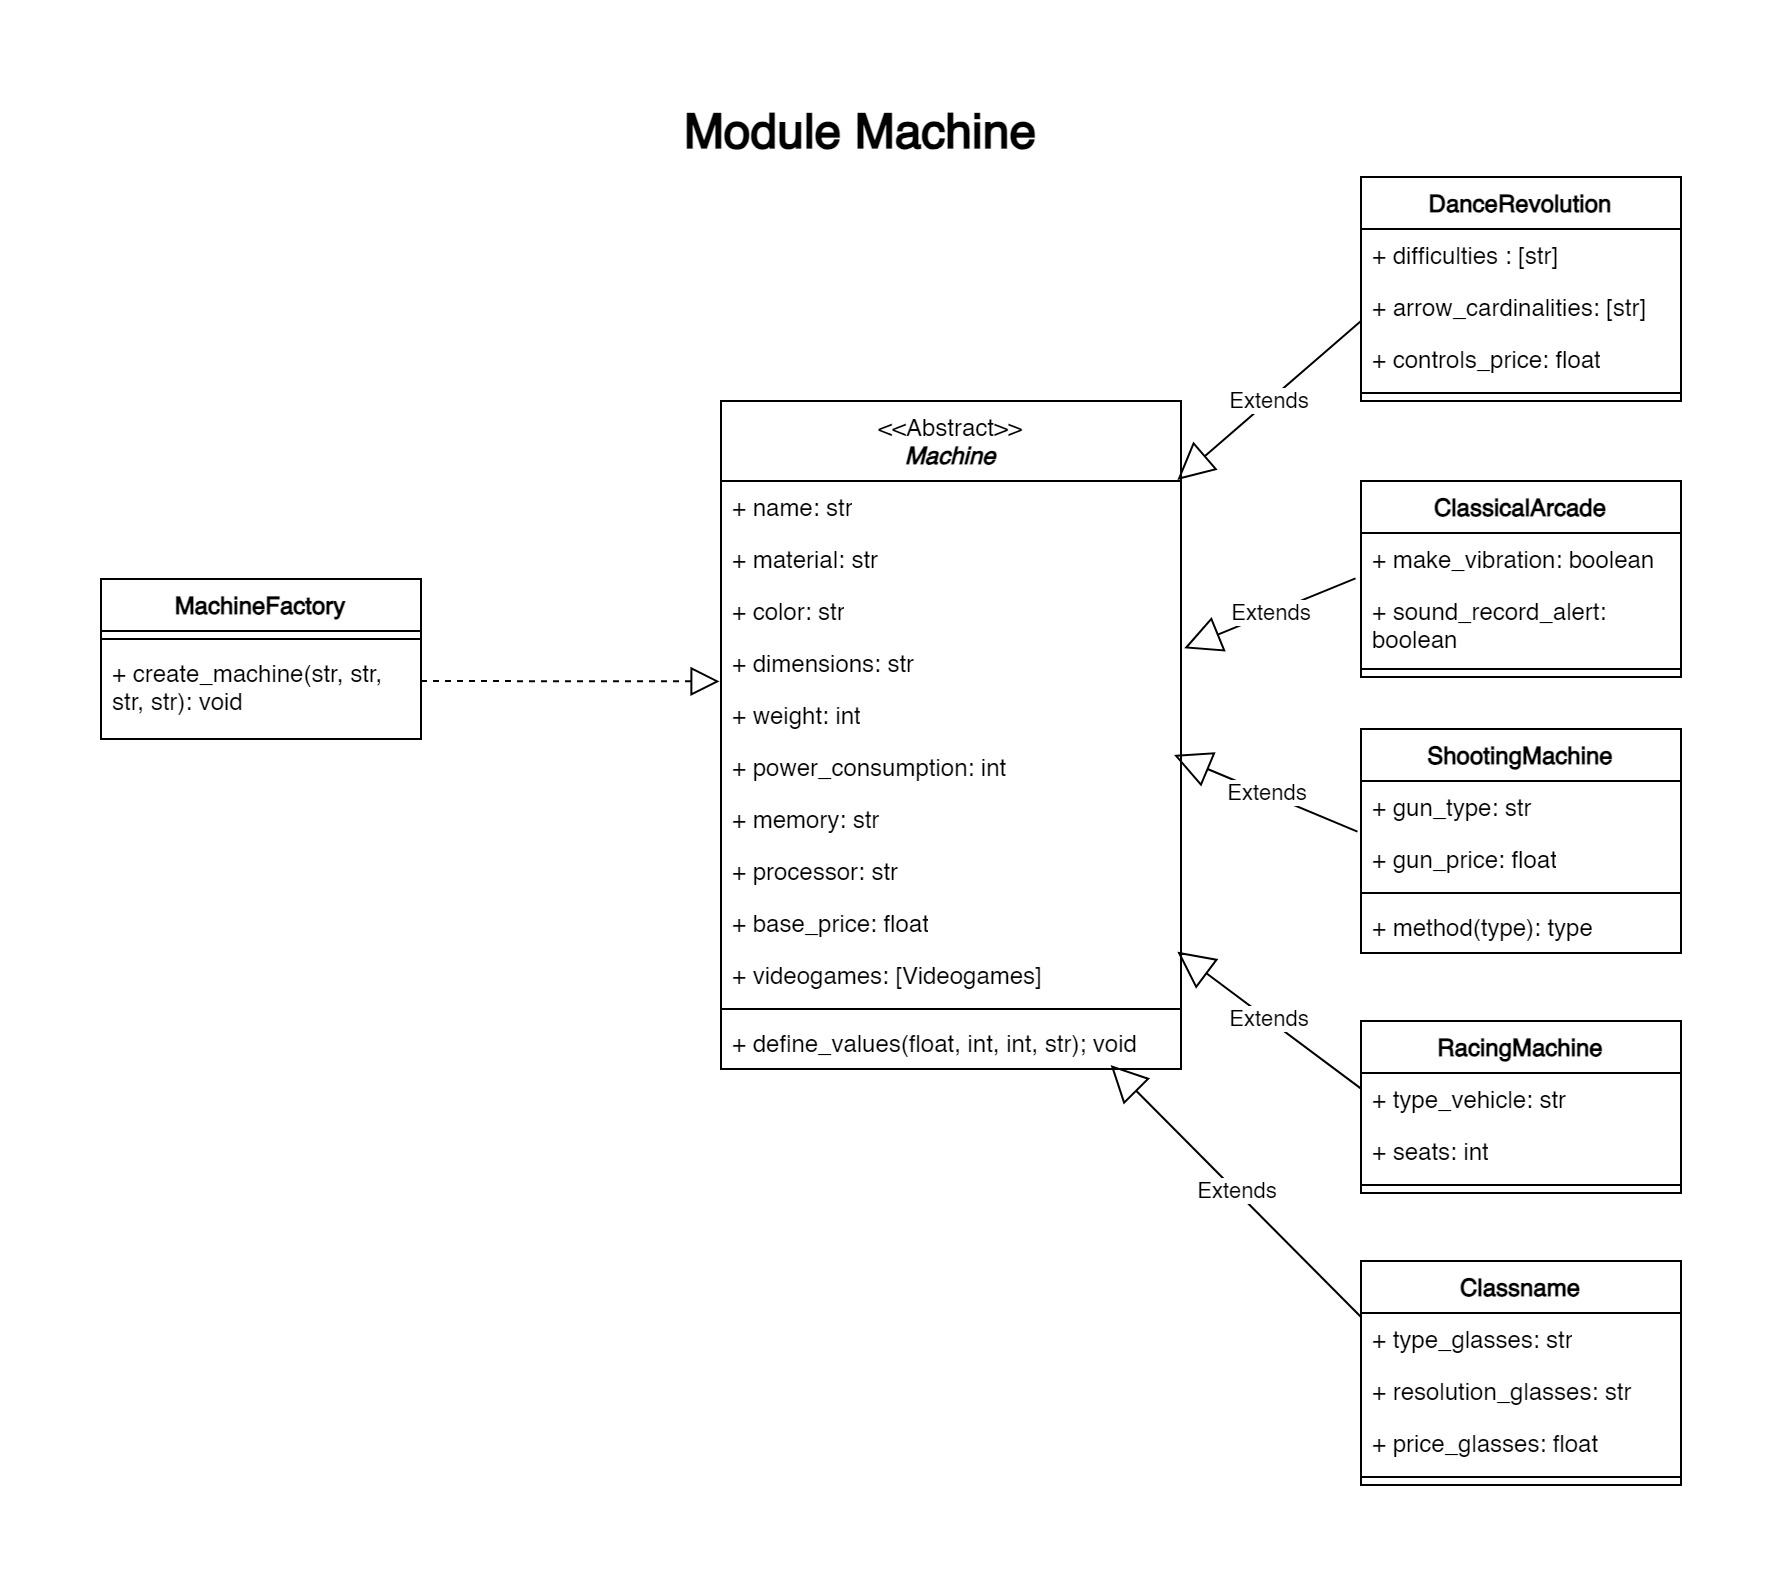 Module Machine
MachineFactory
+ create_machine(str, str,
str, str): void
<<Abstract>>
Machine
+ name: str
+ material: str
+ color: str
+ dimensions: str
+ weight: int
+ power_consumption: int
+ memory: str
+ processor: str
+ base_price: float
+ videogames: [Videogames]
+ define_values(float, int, int, str); void
Extends
Extends
Extends
Extends
Extends
DanceRevolution
+ difficulties : [str]
+ arrow_cardinalities: [str]
+ controls_price: float
ClassicalArcade
+ make_vibration: boolean
+ sound_record_alert:
boolean
ShootingMachine
+ gun_type: str
+ gun_price: float
+ method(type): type
RacingMachine
+ type_vehicle: str
+ seats: int
Classname
+ type_glasses: str
+ resolution_glasses: str
+ price_glasses: float